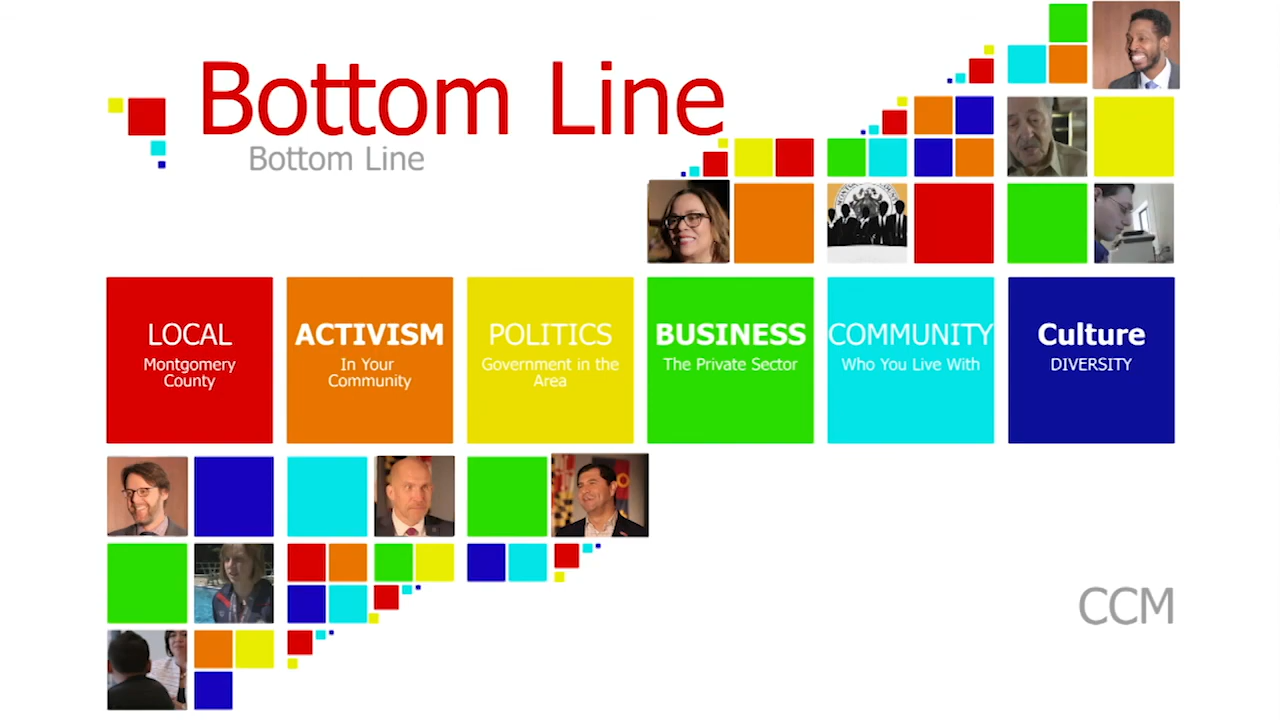 Bottom Line
Bottom Line
LOCAL
Montgomery
County
ACTIVISM
In Your
Community
POLITICS
Government in the
Area
BUSINESS
The Private Sector
COMMUNITY
Who You Live With
Culture
DIVERSITY
CCM